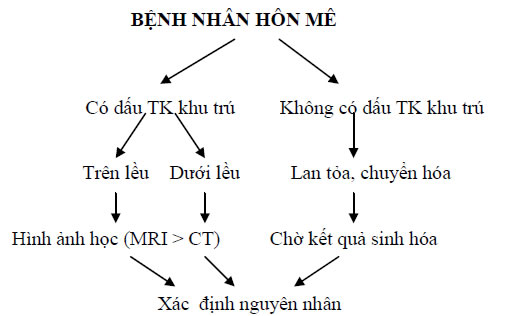 BỆNH NHÂN HÔN MÊ
Có dấu TK khu trú
Không có dấu TK khu trú
Trên lều
Dưới lều
Lan tỏa, chuyển hóa
Hình ảnh học (MRI > CT)
Chờ kết quả sinh hóa
Xác định nguyên nhân